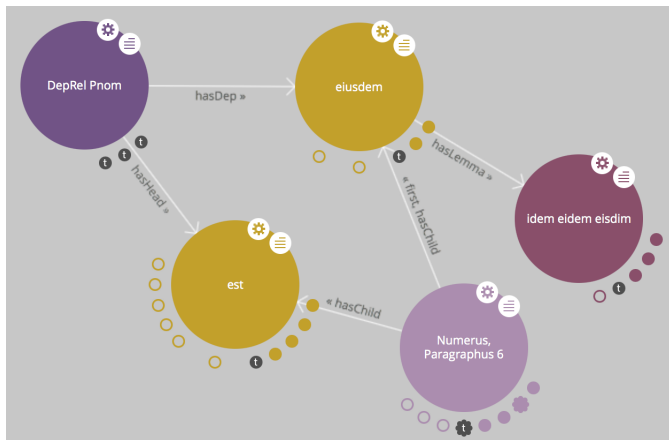 DepRel Pnom
hasDep »
eiusdem
hasLemma »
t
t
t
t
hasHead »
« first, hasChild
idem eidem eisdim
t
est
« hasChild
Numerus,
Paragraphus 6
t
t